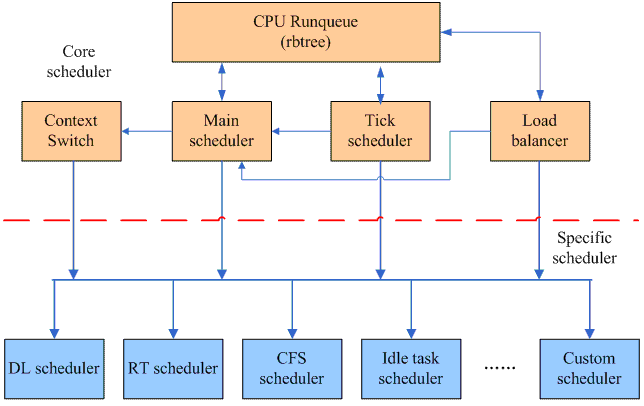 CPU Runqueue
(rbtree)
Core
scheduler
Context
Switch
Main
scheduler
Tick
scheduler
Load
balancer
Specific
scheduler
DL scheduler
RT scheduler
CFS
scheduler
Idle task
scheduler
......
Custom
scheduler